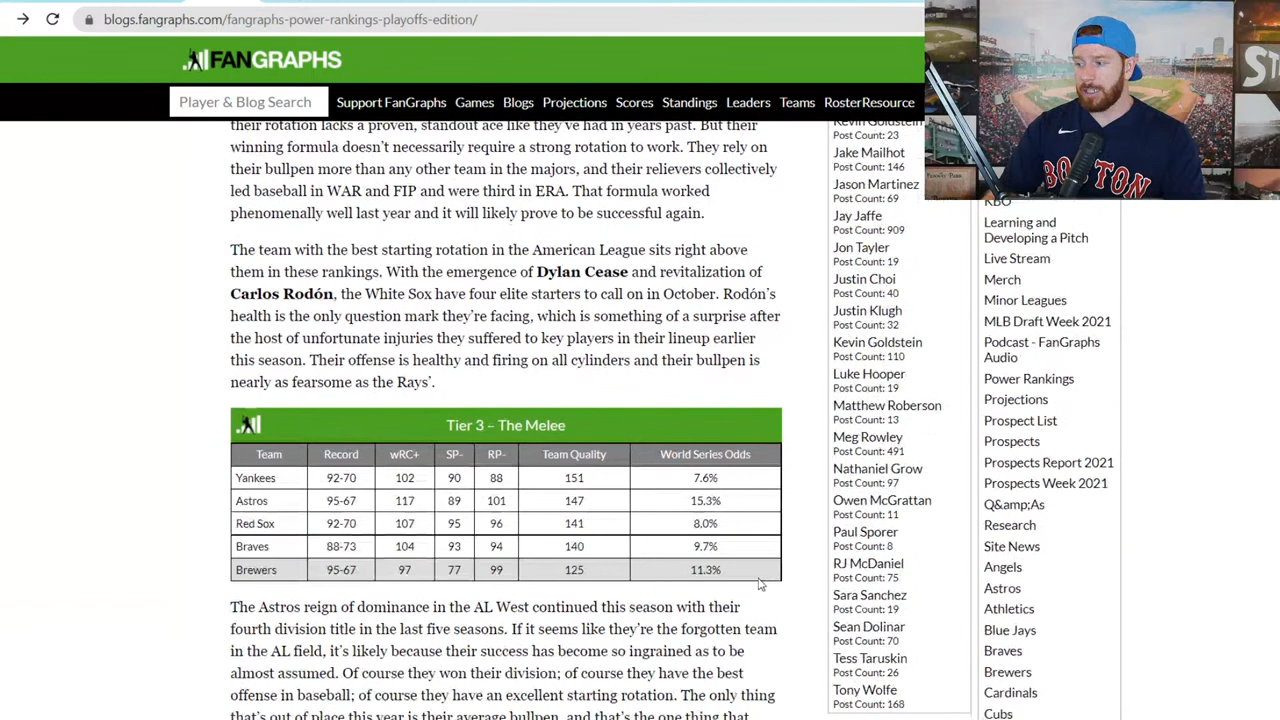 blogs.fangraphs.com/fangraphs-power-rankings-playoffs-edition/
FANGRAPHS
Player & Blog Search
Support FanGraphs Games Blogs Projections Scores Standings Leaders Teams RosterResource
their rotation lacks a proven, standout ace like they've had in years past. But their
winning formula doesn't necessarily require a strong rotation to work. They rely on
their bullpen more than any other team in the majors, and their relievers collectively
led baseball in WAR and FIP and were third in ERA. That formula worked
phenomenally well last year and it will likely prove to be successful again.
The team with the best starting rotation in the American League sits right above
them in these rankings. With the emergence of Dylan Cease and revitalization of
Carlos Rodón, the White Sox have four elite starters to call on in October. Rodón's
health is the only question mark they're facing, which is something of a surprise after
the host of unfortunate injuries they suffered to key players in their lineup earlier
this season. Their offense is healthy and firing on all cylinders and their bullpen is
nearly as fearsome as the Rays'.
Tier 3 – The Melee
Team Record wRC+ SP- RP- Team Quality World Series Odds
Yankees 92-70 102 90 88 151 7.6%
Astros 95-67 117 89 101 147 15.3%
Red Sox 92-70 107 95 96 141 8.0%
Braves 88-73 104 93 94 140 9.7%
Brewers 95-67 97 77 99 125 11.3%
The Astros reign of dominance in the AL West continued this season with their
fourth division title in the last five seasons. If it seems like they're the forgotten team
in the AL field, it's likely because their success has become so ingrained as to be
almost assumed. Of course they won their division; of course they have the best
offense in baseball; of course they have an excellent starting rotation. The only thing
that's out of place this year is their average bullpen, and that's the one thing that
Kevin Goldstein
Post Count: 23
Jake Mailhot
Post Count: 146
Jason Martinez
Post Count: 69
Jay Jaffe
Post Count: 909
Jon Tayler
Post Count: 19
Justin Choi
Post Count: 40
Justin Klugh
Post Count: 32
Kevin Goldstein
Post Count: 110
Luke Hooper
Post Count: 19
Matthew Roberson
Post Count: 13
Meg Rowley
Post Count: 491
Nathaniel Grow
Post Count: 97
Owen McGrattan
Post Count: 11
Paul Sporer
Post Count: 8
RJ McDaniel
Post Count: 75
Sara Sanchez
Post Count: 19
Sean Dolinar
Post Count: 70
Tess Taruskin
Post Count: 26
Tony Wolfe
Post Count: 168
KBO
Learning and
Developing a Pitch
Live Stream
Merch
Minor Leagues
MLB Draft Week 2021
Podcast - FanGraphs
Audio
Power Rankings
Projections
Prospect List
Prospects
Prospects Report 2021
Prospects Week 2021
Q&amp;As
Research
Site News
Angels
Astros
Athletics
Blue Jays
Braves
Brewers
Cardinals
Cubs
BOSTON